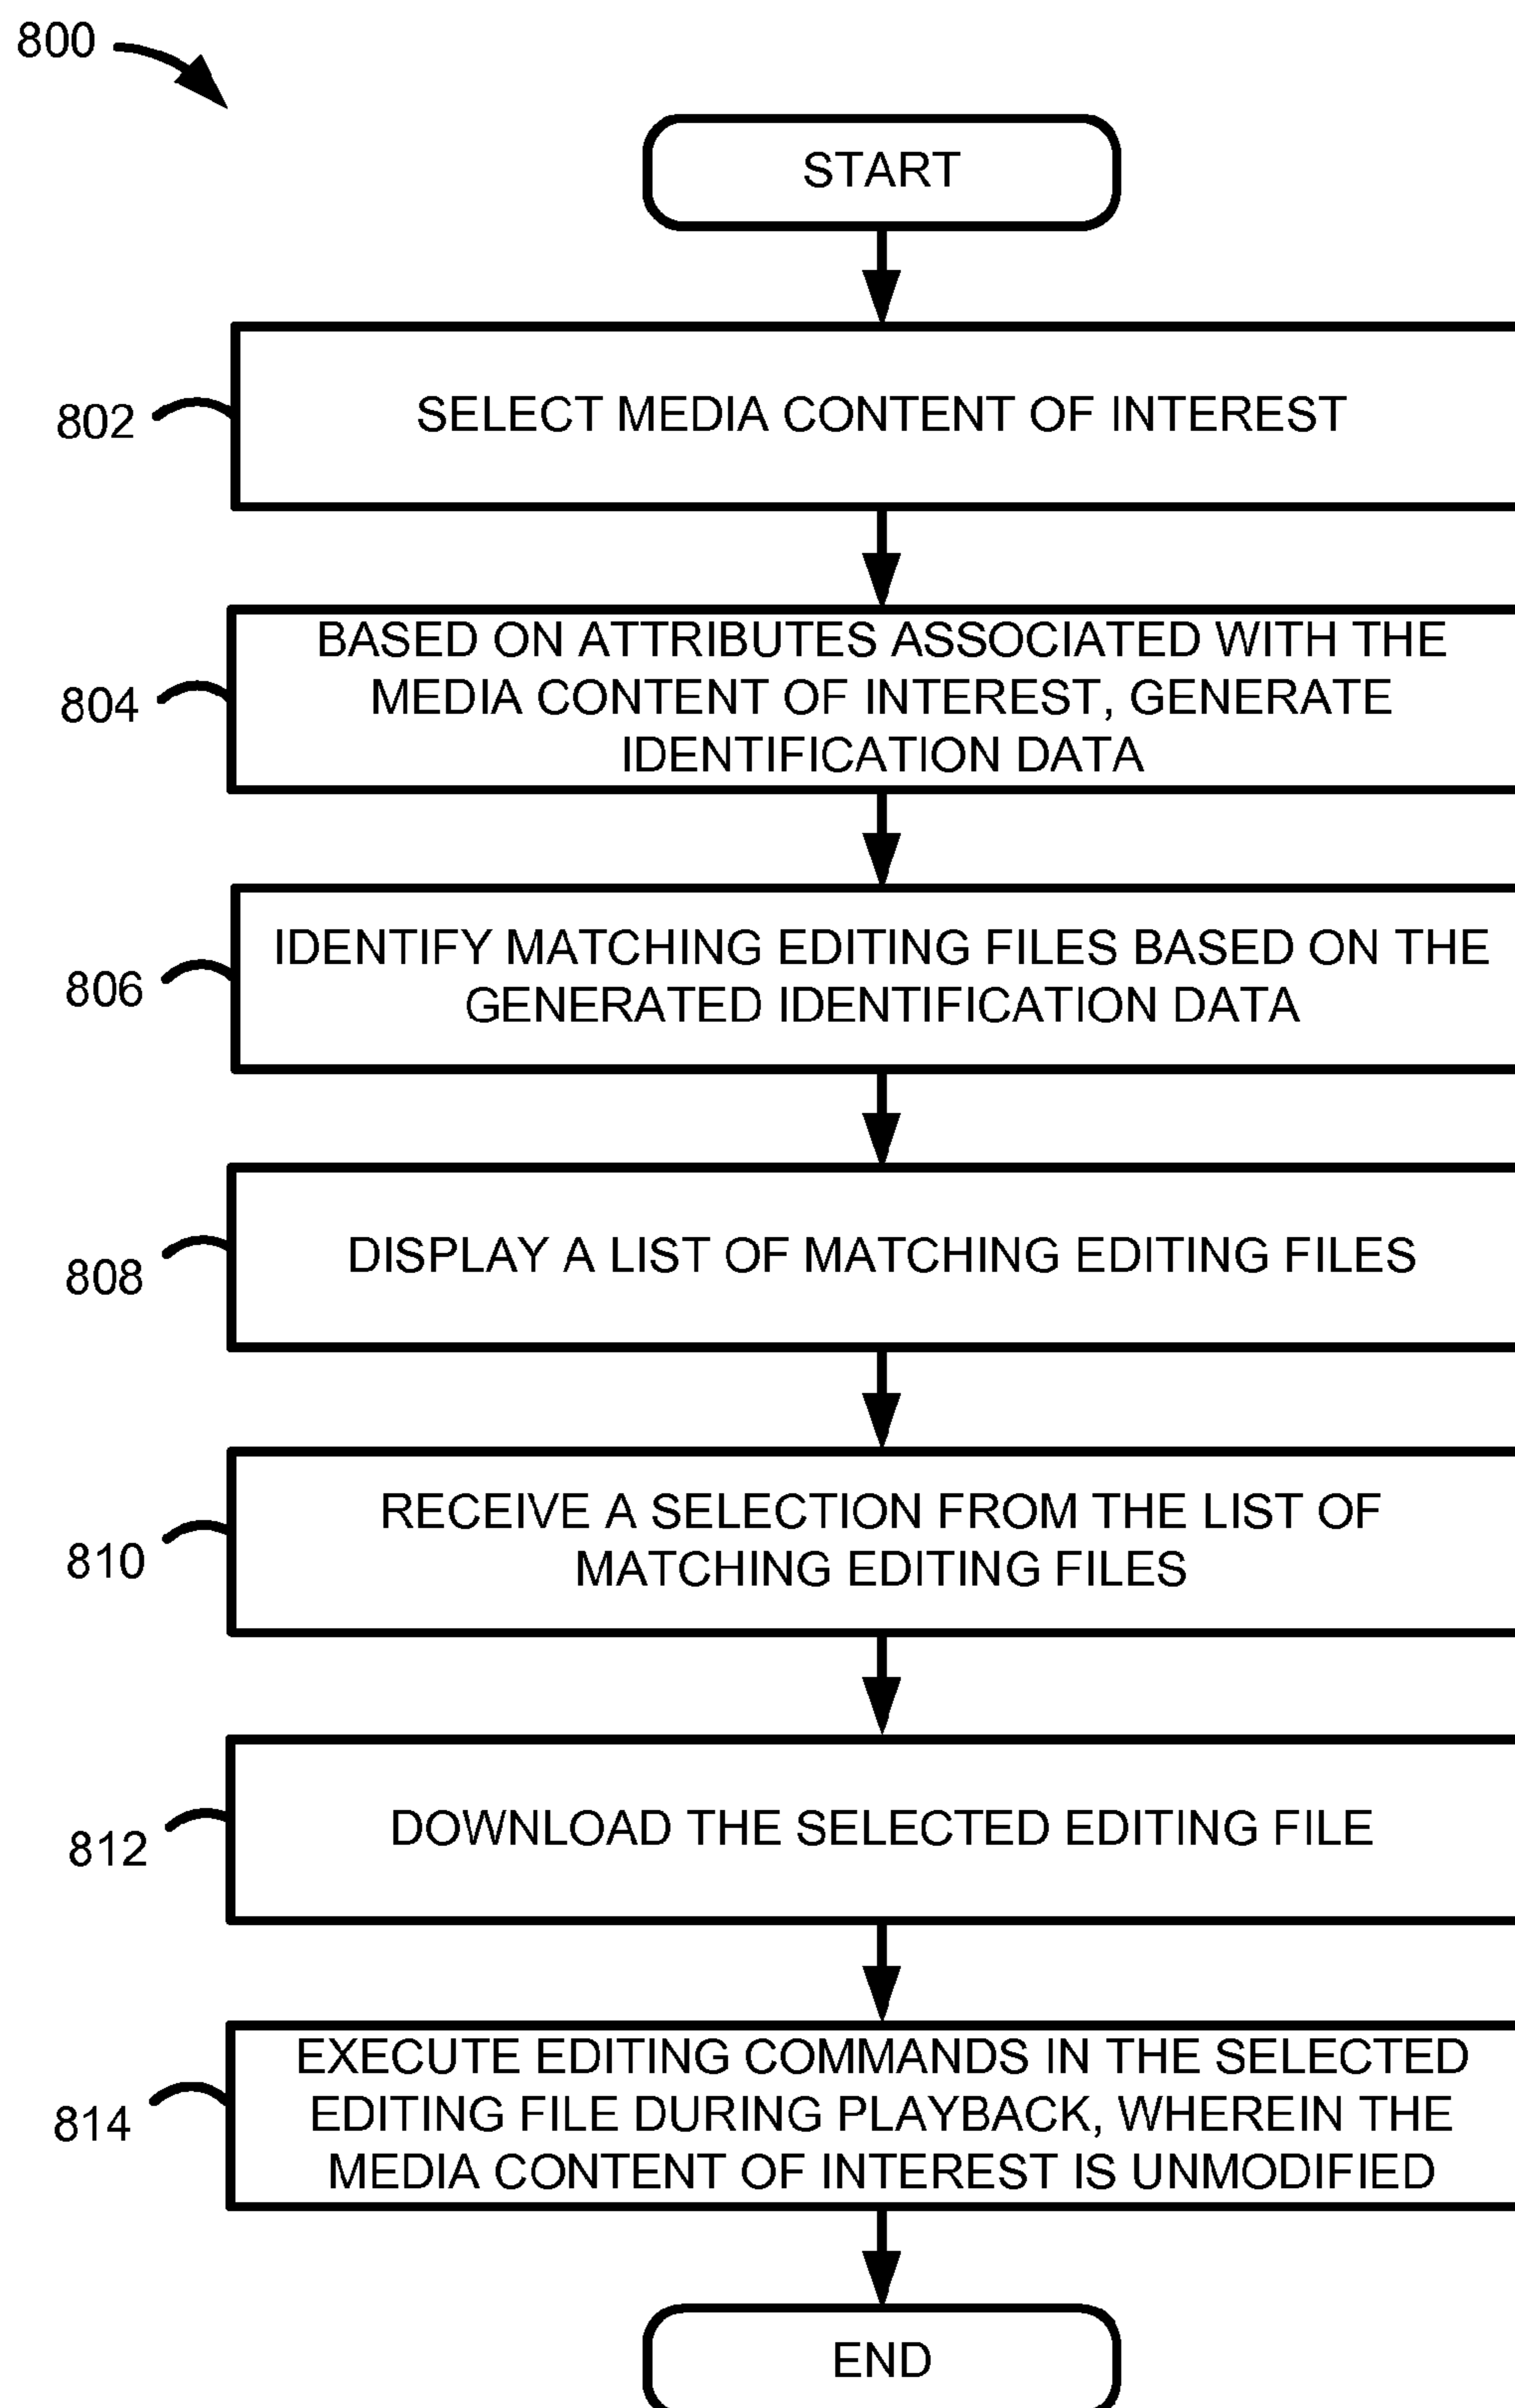 800
START
802
SELECT MEDIA CONTENT OF INTEREST
804
BASED ON ATTRIBUTES ASSOCIATED WITH THE
MEDIA CONTENT OF INTEREST, GENERATE
IDENTIFICATION DATA
806
IDENTIFY MATCHING EDITING FILES BASED ON THE
GENERATED IDENTIFICATION DATA
808
DISPLAY A LIST OF MATCHING EDITING FILES
810
RECEIVE A SELECTION FROM THE LIST OF
MATCHING EDITING FILES
812
DOWNLOAD THE SELECTED EDITING FILE
814
EXECUTE EDITING COMMANDS IN THE SELECTED
EDITING FILE DURING PLAYBACK, WHEREIN THE
MEDIA CONTENT OF INTEREST IS UNMODIFIED
END